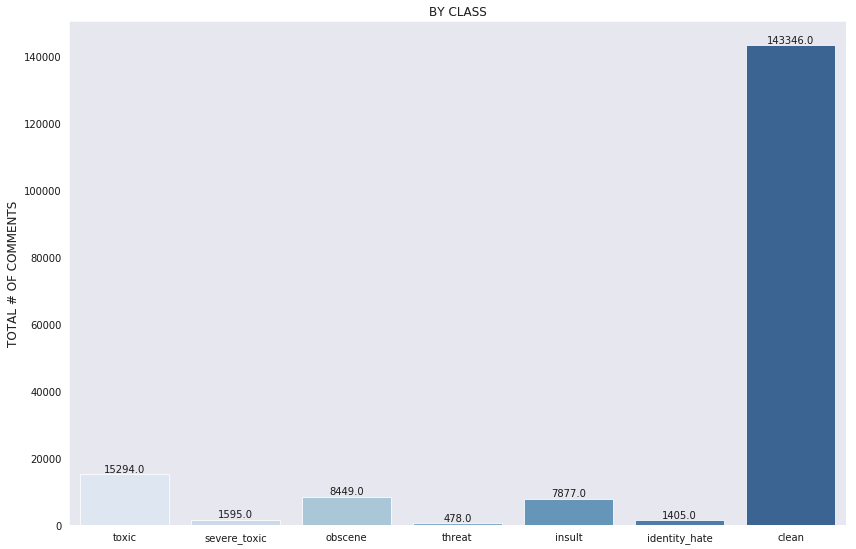 BY CLASS
TOTAL # OF COMMENTS
140000
120000
100000
80000
60000
40000
20000
0
15294.0
1595.0
8449.0
478.0
7877.0
1405.0
143346.0
toxic
severe_toxic
obscene
threat
insult
identity_hate
clean